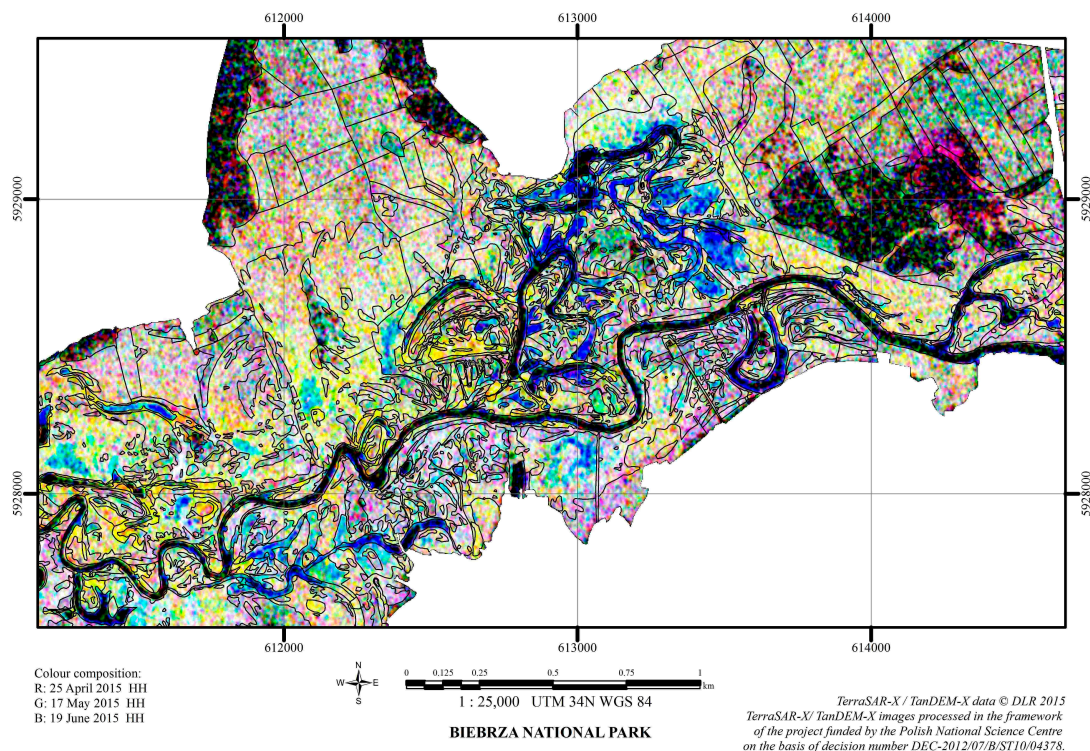 612000 613000 614000
5929000 5929000
5928000 5928000
612000 613000 614000
Colour composition:
R: 25 April 2015 HH
G: 17 May 2015 HH
B: 19 June 2015 HH
N
W E
S
0 0.125 0.25 0.5 0.75 1
km
1 : 25,000 UTM 34N WGS 84
BIEBRZA NATIONAL PARK
TerraSAR-X / TanDEM-X data © DLR 2015
TerraSAR-X/ TanDEM-X images processed in the framework
of the project funded by the Polish National Science Centre
on the basis of decision number DEC-2012/07/B/ST10/04378.